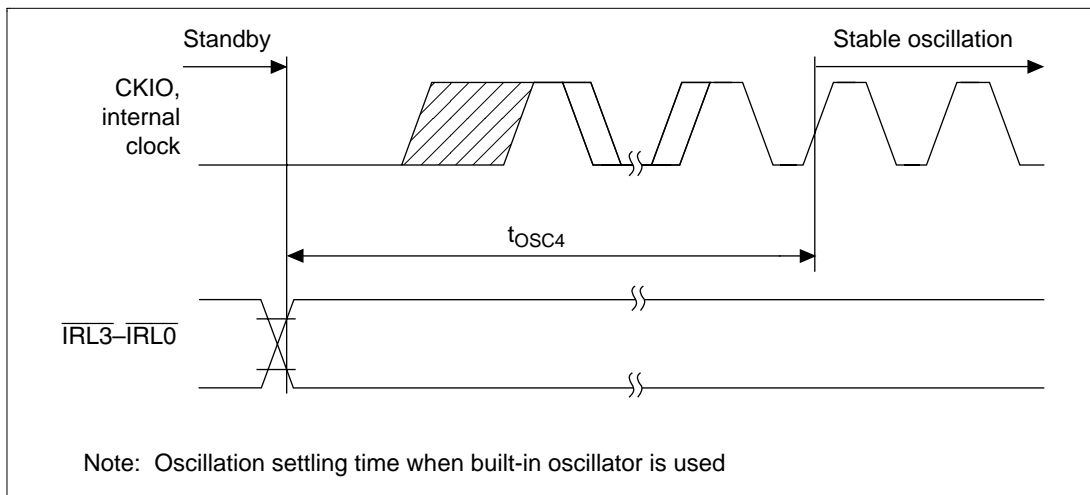 Standby
Stable oscillation
CKIO,
internal
clock
tOSC4
IRL3–IRL0
Note: Oscillation settling time when built-in oscillator is used